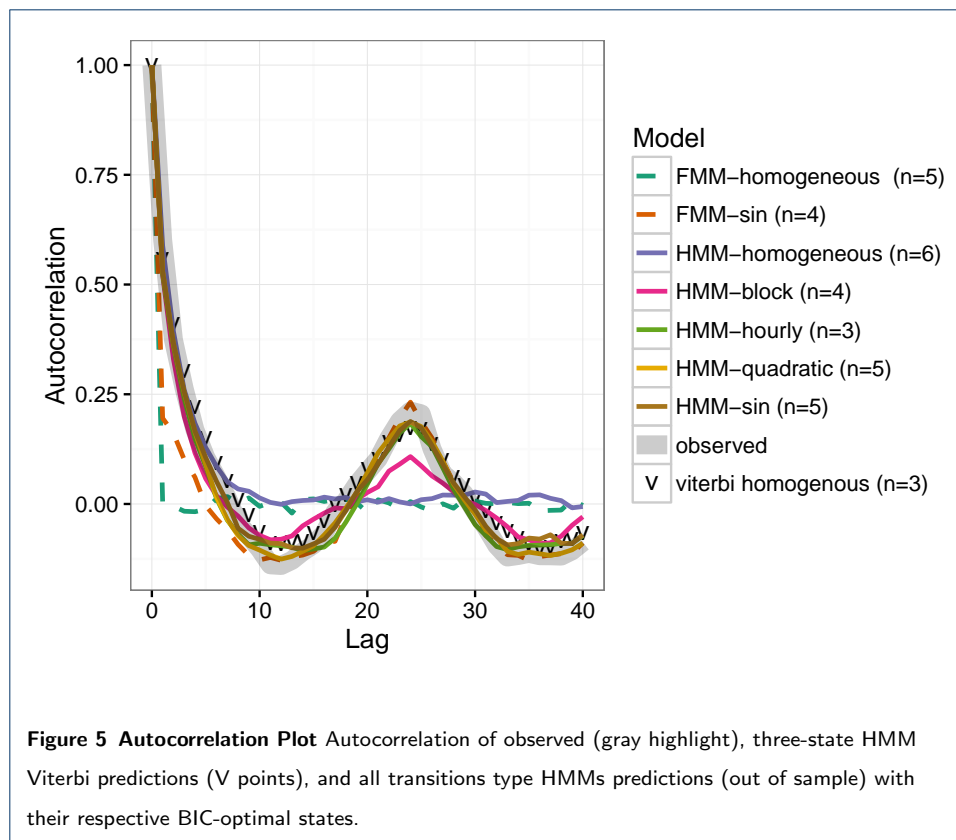 1.00
0.75
0.50
0.25
0.00
Autocorrelation
0 10 20 30 40
Lag
Model
FMM−homogeneous (n=5)
FMM−sin (n=4)
HMM−homogeneous (n=6)
HMM−block (n=4)
HMM−hourly (n=3)
HMM−quadratic (n=5)
HMM−sin (n=5)
observed
V viterbi homogenous (n=3)
Figure 5 Autocorrelation Plot Autocorrelation of observed (gray highlight), three-state HMM
Viterbi predictions (V points), and all transitions type HMMs predictions (out of sample) with
their respective BIC-optimal states.